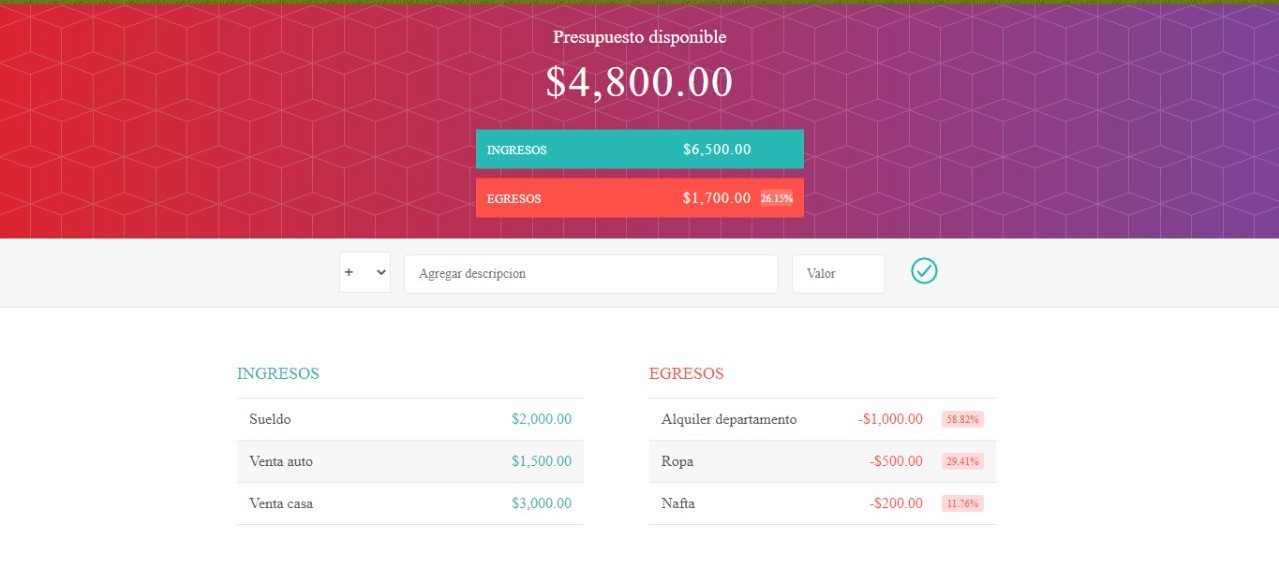 Presupuesto disponible
$4,800.00
INGRESOS $6,500.00
EGRESOS $1,700.00 26.15%
+ Agregar descripcion Valor
INGRESOS
Sueldo $2,000.00
Venta auto $1,500.00
Venta casa $3,000.00
EGRESOS
Alquiler departamento -$1,000.00 58.82%
Ropa -$500.00 29.41%
Nafta -$200.00 11.76%